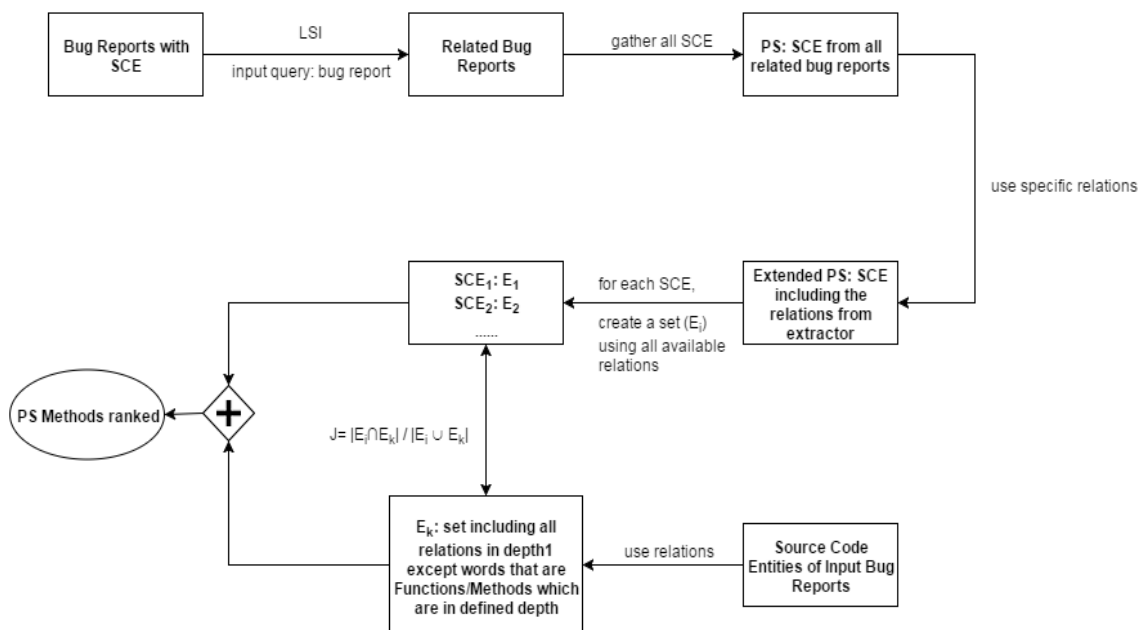 Bug Reports with
SCE
LSI
input query: bug report
Related Bug
Reports
gather all SCE
PS: SCE from all
related bug reports
use specific relations
SCE₁: E₁
SCE₂: E₂
......
for each SCE,
create a set (Eᵢ)
using all available
relations
Extended PS: SCE
including the
relations from
extractor
PS Methods ranked
+
J= |Eᵢ∩Eₖ| / |Eᵢ ∪ Eₖ|
Eₖ: set including all
relations in depth1
except words that are
Functions/Methods which
are in defined depth
use relations
Source Code
Entities of Input Bug
Reports